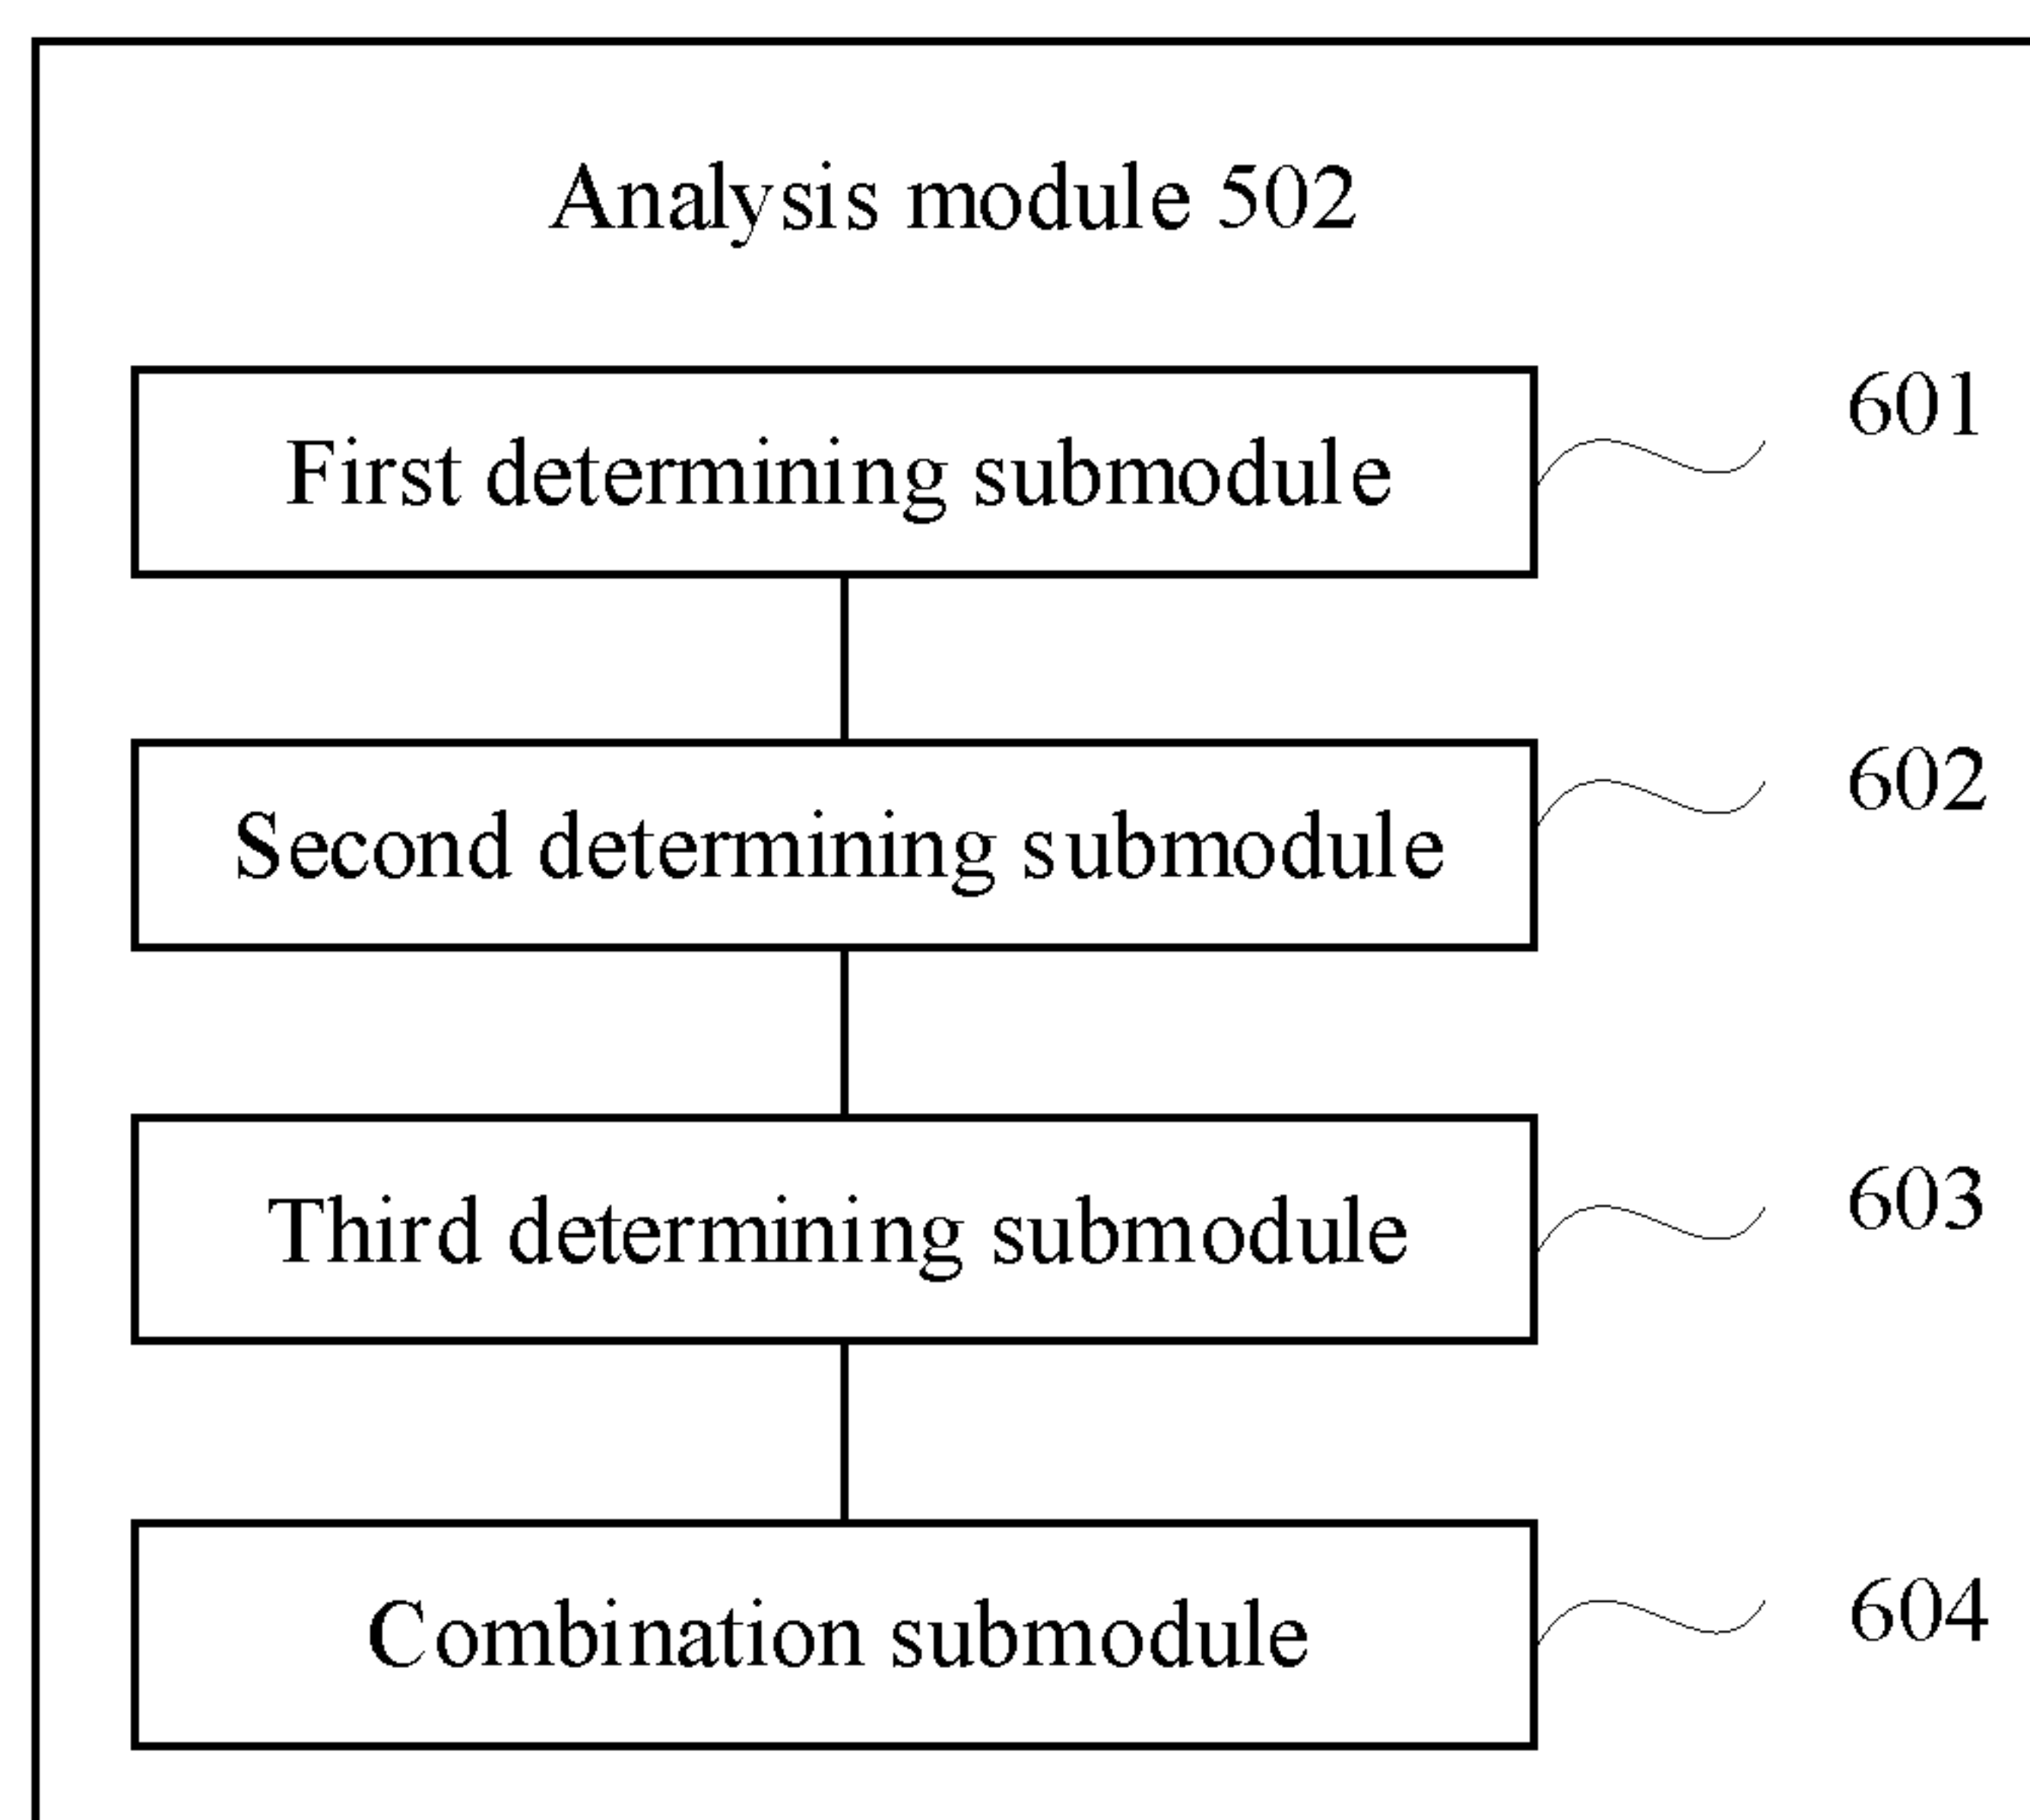 Analysis module 502
First determining submodule
601
Second determining submodule
602
Third determining submodule
603
Combination submodule
604